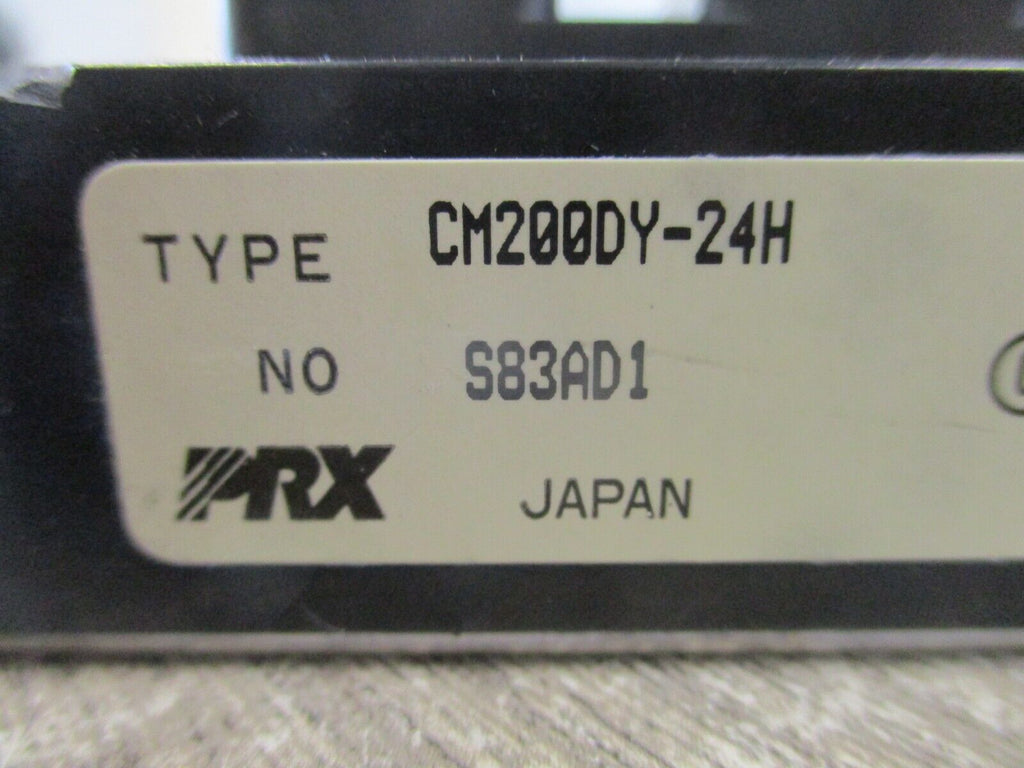 TYPE CM200DY-24H
NO S83AD1
PRX JAPAN